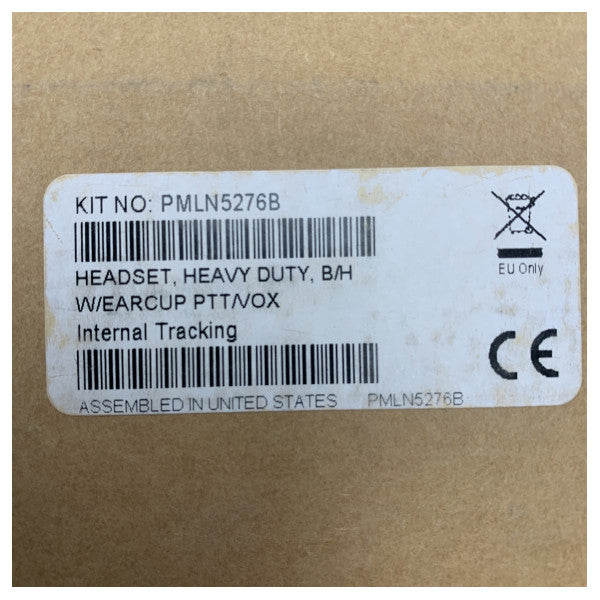 KIT NO: PMLN5276B
EU Only
HEADSET, HEAVY DUTY, B/H
W/EARCUP PTT/VOX
Internal Tracking
CE
ASSEMBLED IN UNITED STATES PMLN5276B